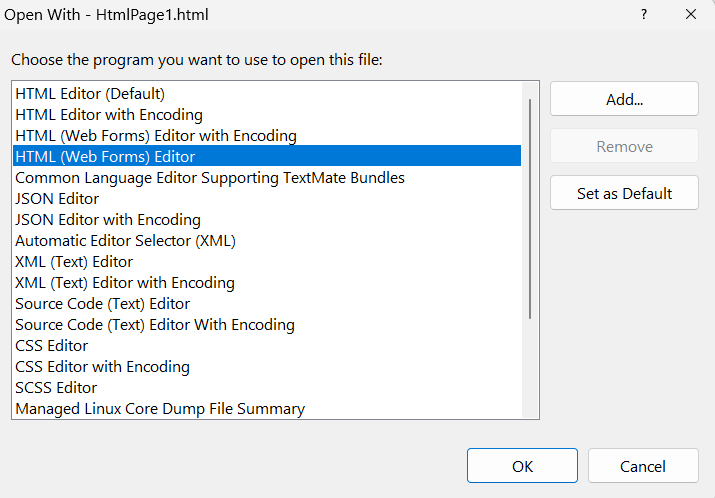 Open With - HtmlPage1.html
?
Choose the program you want to use to open this file:
HTML Editor (Default)
HTML Editor with Encoding
HTML (Web Forms) Editor with Encoding
HTML (Web Forms) Editor
Common Language Editor Supporting TextMate Bundles
JSON Editor
JSON Editor with Encoding
Automatic Editor Selector (XML)
XML (Text) Editor
XML (Text) Editor with Encoding
Source Code (Text) Editor
Source Code (Text) Editor With Encoding
CSS Editor
CSS Editor with Encoding
SCSS Editor
Managed Linux Core Dump File Summary
Add...
Remove
Set as Default
OK
Cancel